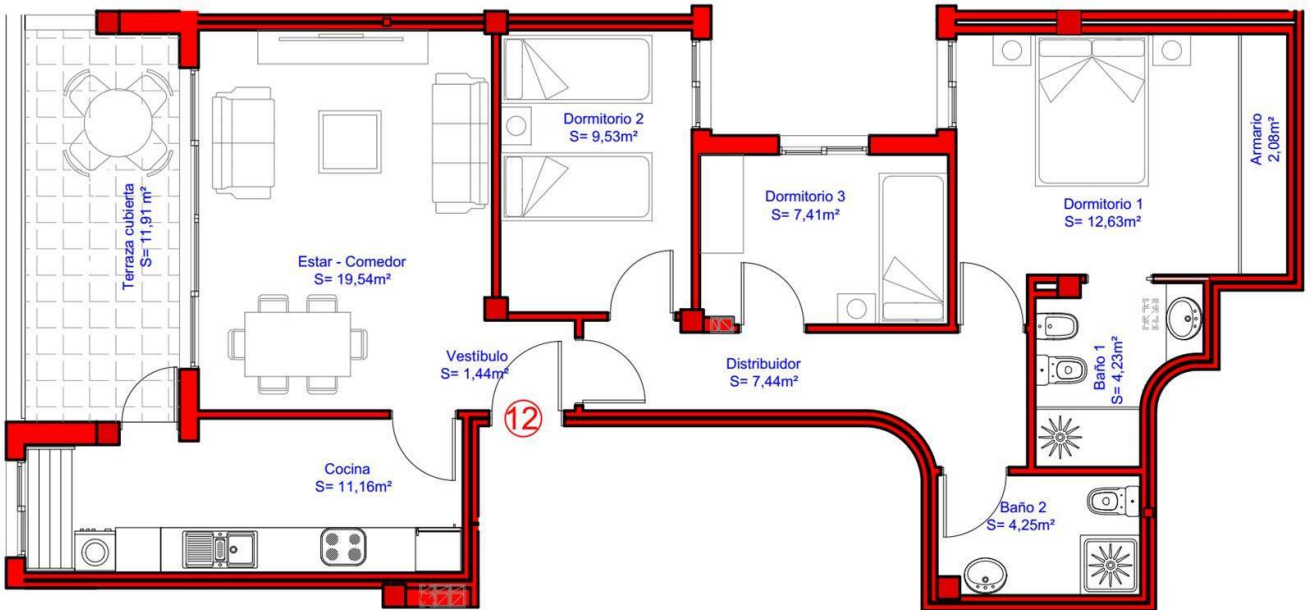 Terraza cubierta
S= 11,91 m²
Estar - Comedor
S= 19,54m²
Dormitorio 2
S= 9,53m²
Dormitorio 3
S= 7,41m²
Dormitorio 1
S= 12,63m²
Armario
2,08m²
Vestíbulo
S= 1,44m²
Distribuidor
S= 7,44m²
Baño 1
S= 4,23m²
12
Cocina
S= 11,16m²
Baño 2
S= 4,25m²